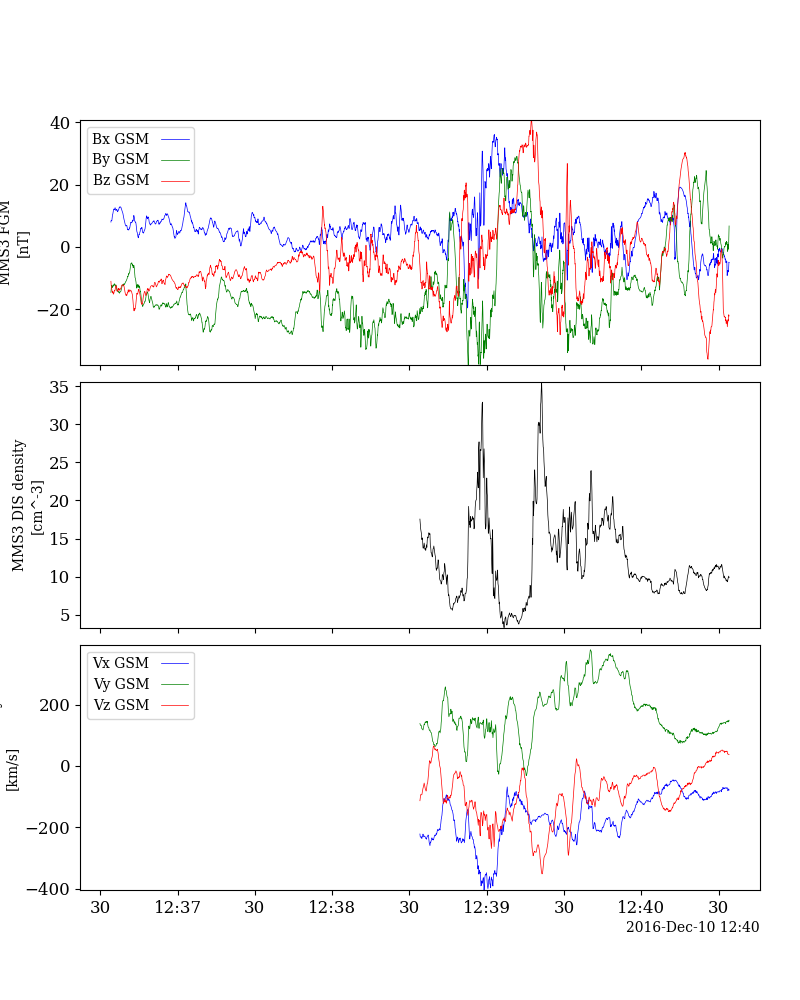 40
20
0
−20
MMS3 FGM
[nT]
Bx GSM
By GSM
Bz GSM
35
30
25
20
15
10
5
MMS3 DIS density
[cm^-3]
200
0
−200
−400
[km/s]
Vx GSM
Vy GSM
Vz GSM
30 12:37 30 12:38 30 12:39 30 12:40 30
2016-Dec-10 12:40